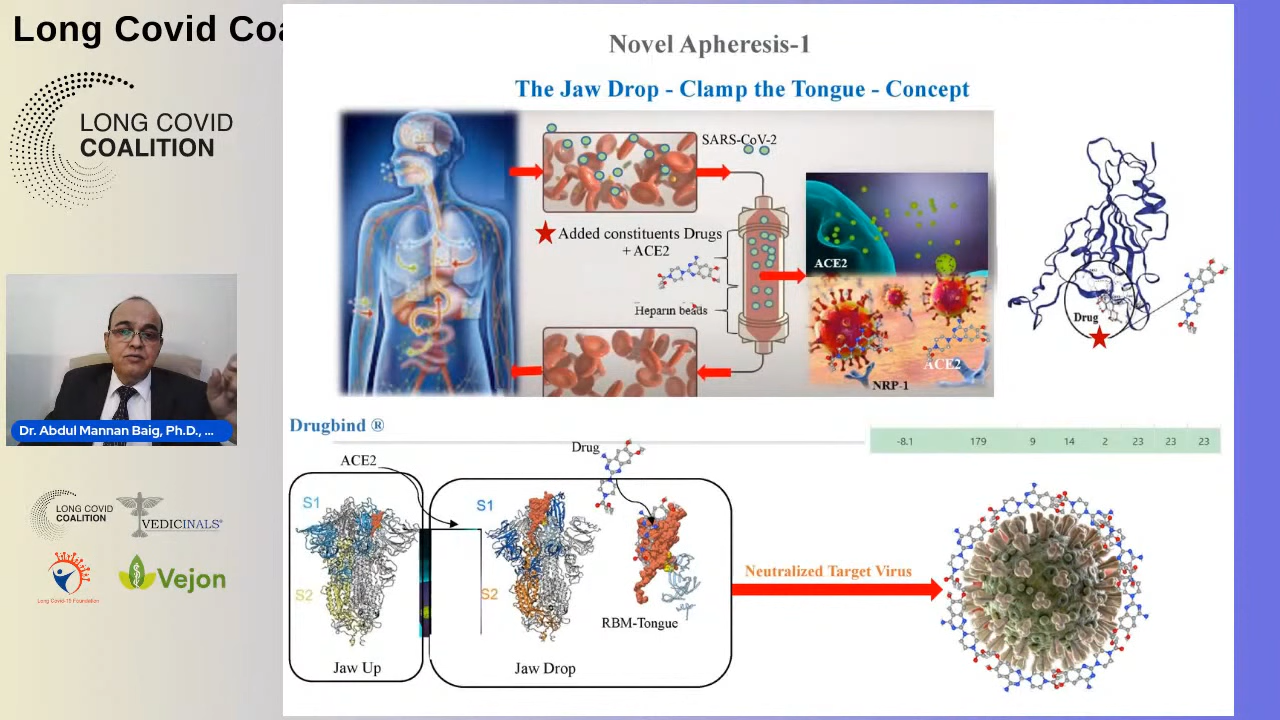 Long Covid Coa
LONG COVID
COALITION
Dr. Abdul Mannan Baig, Ph.D., ...
LONG COVID
COALITION
VEDICINALS®
Long Covid-19 Foundation
Vejon
Novel Apheresis-1
The Jaw Drop - Clamp the Tongue - Concept
SARS-CoV-2
Added constituents Drugs
+ ACE2
Heparin beads
ACE2
ACE2
NRP-1
Drug
Drugbind ®
-8.1 179 9 14 2 23 23 23
ACE2
Drug
S1
S2
Jaw Up
S1
S2
Jaw Drop
RBM-Tongue
Neutralized Target Virus